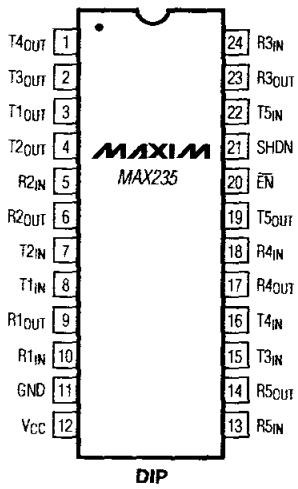 T4OUT 1 24 R3IN
T3OUT 2 23 R3OUT
T1OUT 3 22 T5IN
T2OUT 4 MAXIM 21 SHDN
R2IN 5 MAX235 20 E̅N̅
R2OUT 6 19 T5OUT
T2IN 7 18 R4IN
T1IN 8 17 R4OUT
R1OUT 9 16 T4IN
R1IN 10 15 T3IN
GND 11 14 R5OUT
VCC 12 13 R5IN
DIP